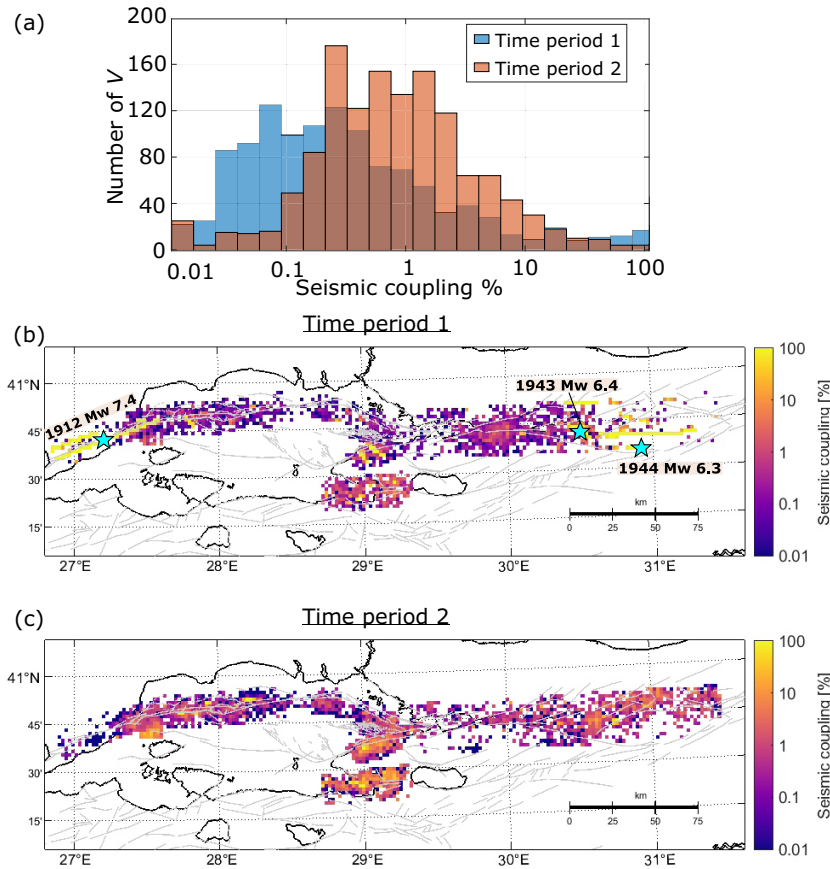 (a)
200
160
120
80
40
0
Number of V
Time period 1
Time period 2
0.01 0.1 1 10 100
Seismic coupling %
(b)
Time period 1
41°N
45'
30'
15'
1912 Mw 7.4
1943 Mw 6.4
1944 Mw 6.3
km
0 25 50 75
27°E 28°E 29°E 30°E 31°E
100
10
1
0.1
0.01
Seismic coupling [%]
(c)
Time period 2
41°N
45'
30'
15'
km
0 25 50 75
27°E 28°E 29°E 30°E 31°E
100
10
1
0.1
0.01
Seismic coupling [%]